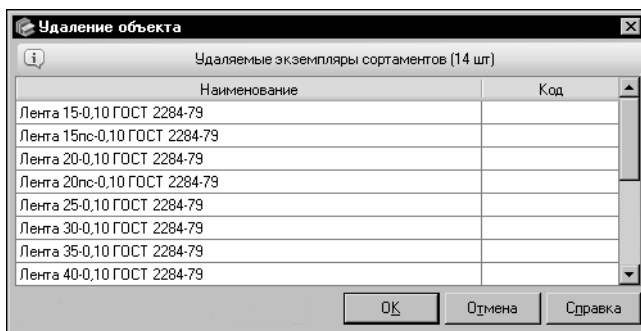 Удаление объекта
Удаляемые экземпляры сортаментов (14 шт)
Наименование Код
Лента 15-0,10 ГОСТ 2284-79
Лента 15пс-0,10 ГОСТ 2284-79
Лента 20-0,10 ГОСТ 2284-79
Лента 20пс-0,10 ГОСТ 2284-79
Лента 25-0,10 ГОСТ 2284-79
Лента 30-0,10 ГОСТ 2284-79
Лента 35-0,10 ГОСТ 2284-79
Лента 40-0,10 ГОСТ 2284-79
OK Отмена Справка